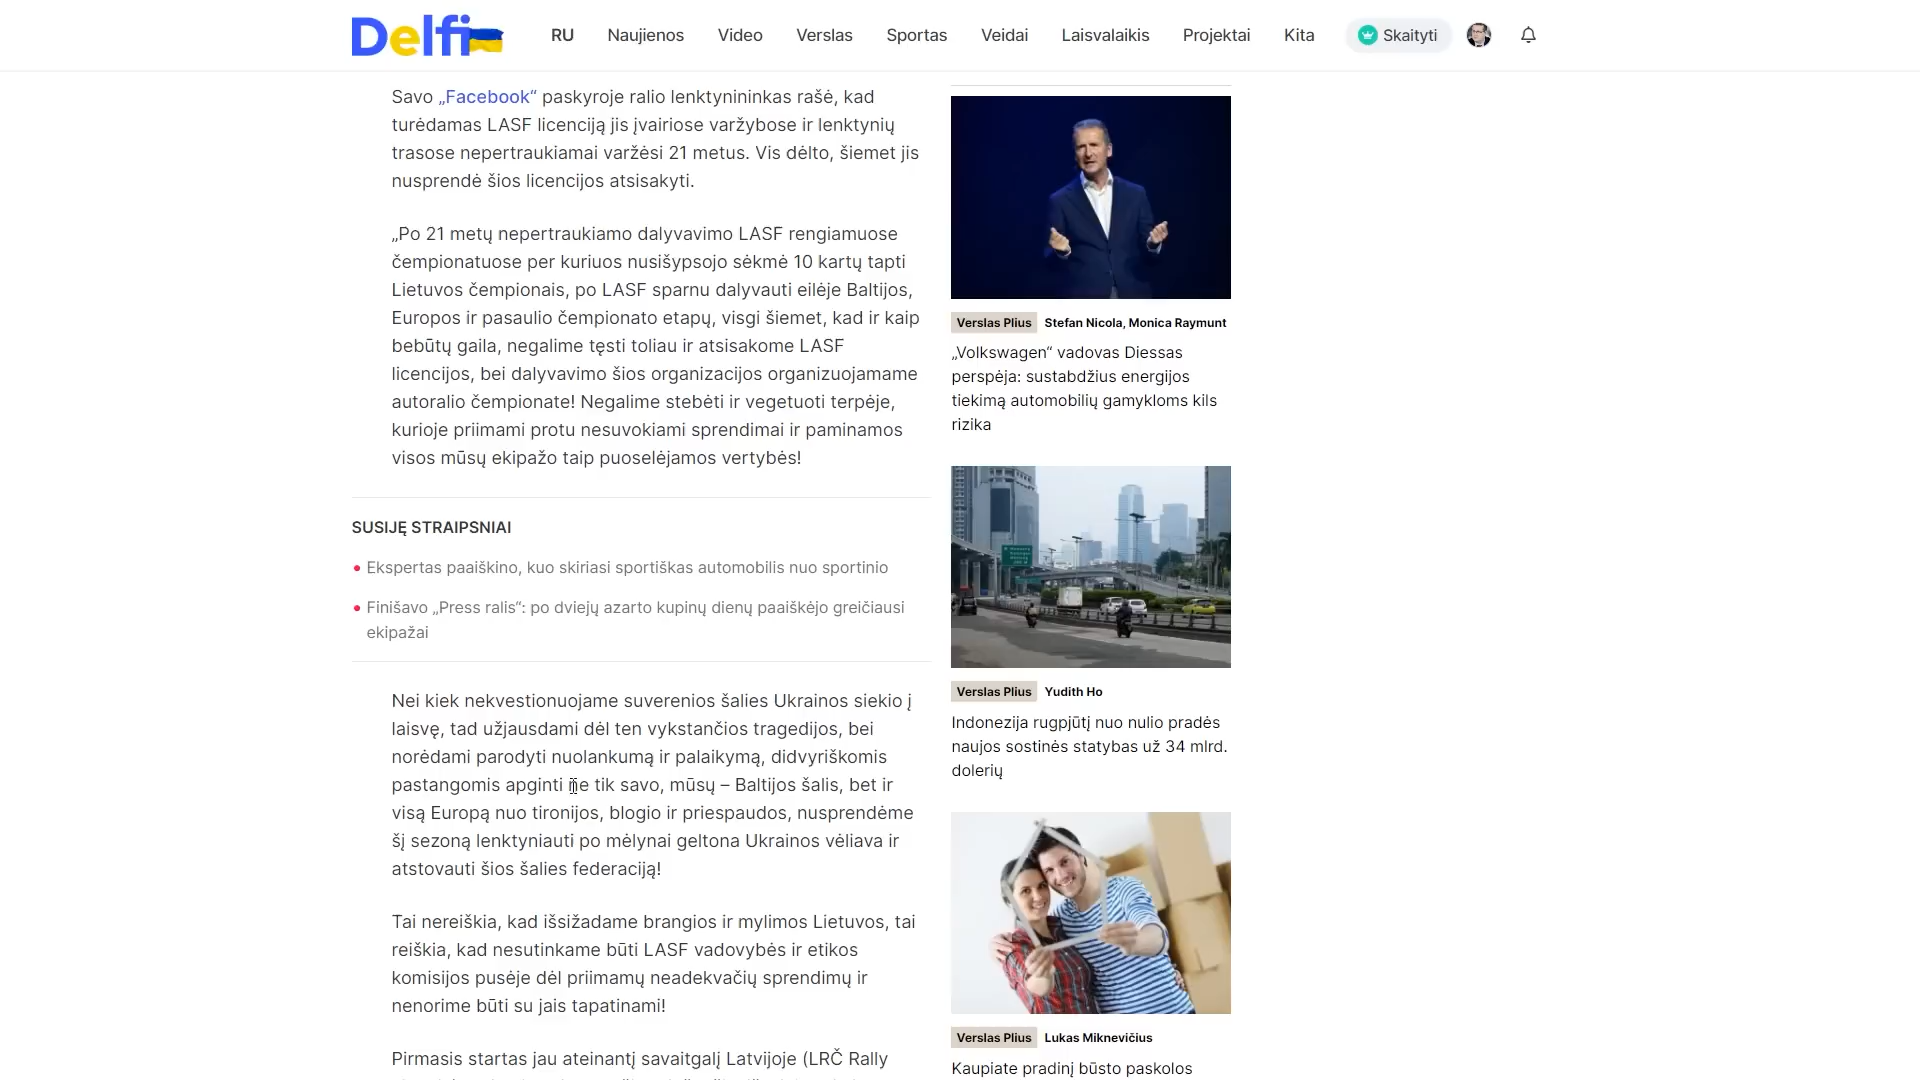 Delfi
RU Naujienos Video Verslas Sportas Veidai Laisvalaikis Projektai Kita Skaityti
Savo „Facebook“ paskyroje ralio lenktynininkas rašė, kad
turėdamas LASF licenciją jis įvairiose varžybose ir lenktynių
trasose nepertraukiamai varžėsi 21 metus. Vis dėlto, šiemet jis
nusprendė šios licencijos atsisakyti.
„Po 21 metų nepertraukiamo dalyvavimo LASF rengiamuose
čempionatuose per kuriuos nusišypsojo sėkmė 10 kartų tapti
Lietuvos čempionais, po LASF sparnu dalyvauti eilėje Baltijos,
Europos ir pasaulio čempionato etapų, visgi šiemet, kad ir kaip
bebūtų gaila, negalime tęsti toliau ir atsisakome LASF
licencijos, bei dalyvavimo šios organizacijos organizuojamame
autoralio čempionate! Negalime stebėti ir vegetuoti terpėje,
kurioje priimami protu nesuvokiami sprendimai ir paminamos
visos mūsų ekipažo taip puoselėjamos vertybės!
SUSIJĘ STRAIPSNIAI
Ekspertas paaiškino, kuo skiriasi sportiškas automobilis nuo sportinio
Finišavo „Press ralis“: po dviejų azarto kupinų dienų paaiškėjo greičiausi
ekipažai
Nei kiek nekvestionuojame suverenios šalies Ukrainos siekio į
laisvę, tad užjausdami dėl ten vykstančios tragedijos, bei
norėdami parodyti nuolankumą ir palaikymą, didvyriškomis
pastangomis apginti ne tik savo, mūsų – Baltijos šalis, bet ir
visą Europą nuo tironijos, blogio ir priespaudos, nusprendėme
šį sezoną lenktyniauti po mėlynai geltona Ukrainos vėliava ir
atstovauti šios šalies federaciją!
Tai nereiškia, kad išsižadame brangios ir mylimos Lietuvos, tai
reiškia, kad nesutinkame būti LASF vadovybės ir etikos
komisijos pusėje dėl priimamų neadekvačių sprendimų ir
nenorime būti su jais tapatinami!
Pirmasis startas jau ateinantį savaitgalį Latvijoje (LRČ Rally
Verslas Plius Stefan Nicola, Monica Raymunt
„Volkswagen“ vadovas Diessas
perspėja: sustabdžius energijos
tiekimą automobilių gamykloms kils
rizika
Verslas Plius Yudith Ho
Indonezija rugpjūtį nuo nulio pradės
naujos sostinės statybas už 34 mlrd.
dolerių
Verslas Plius Lukas Miknevičius
Kaupiate pradinį būsto paskolos